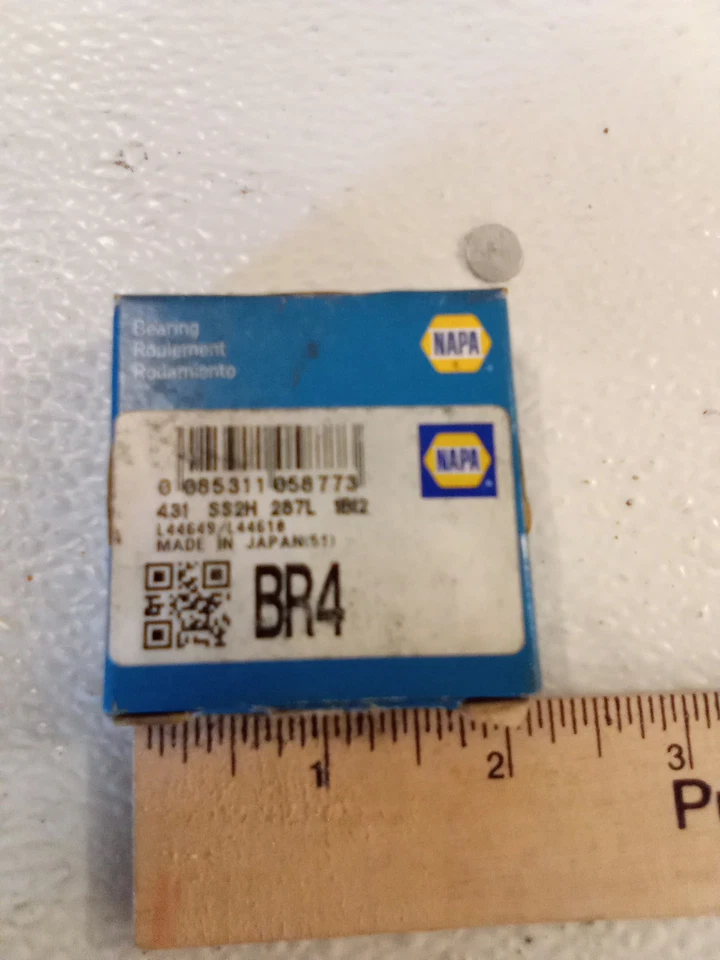 Bearing
Roulement
Rodamiento
NAPA
NAPA
0 085311 058773
431 SS2H 287L
L44649/L44610
MADE IN JAPAN(51)
BR4
1
2
3